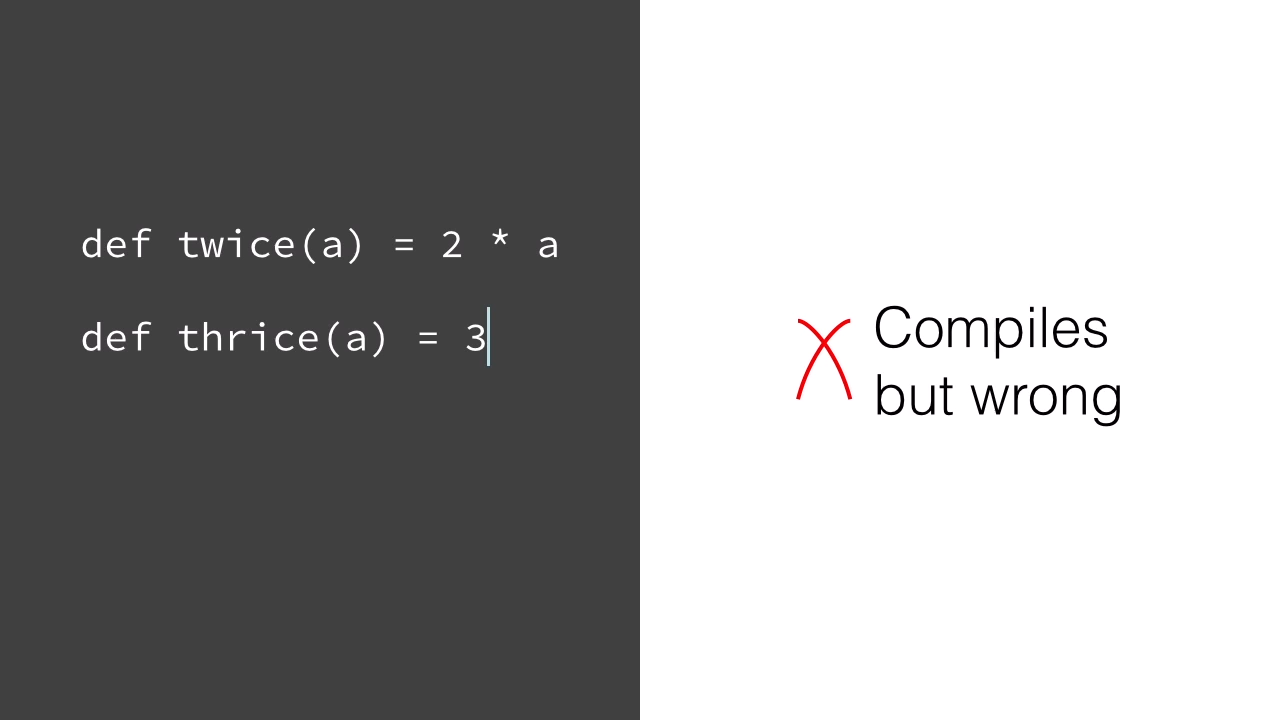 def twice(a) = 2 * a
def thrice(a) = 3
Compiles
but wrong